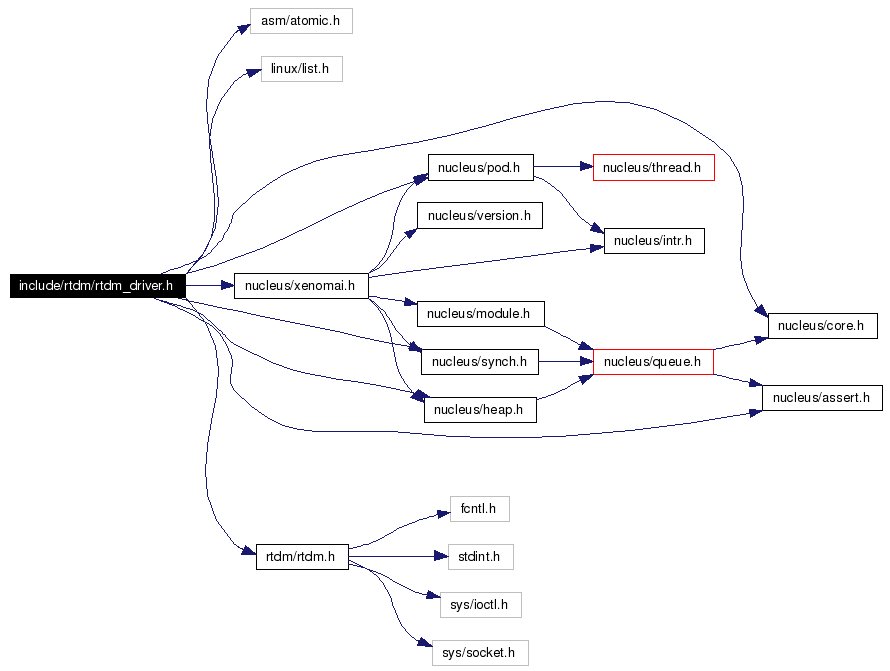 asm/atomic.h
linux/list.h
nucleus/pod.h
nucleus/thread.h
nucleus/version.h
nucleus/intr.h
include/rtdm/rtdm_driver.h
nucleus/xenomai.h
nucleus/module.h
nucleus/core.h
nucleus/synch.h
nucleus/queue.h
nucleus/assert.h
nucleus/heap.h
fcntl.h
rtdm/rtdm.h
stdint.h
sys/ioctl.h
sys/socket.h